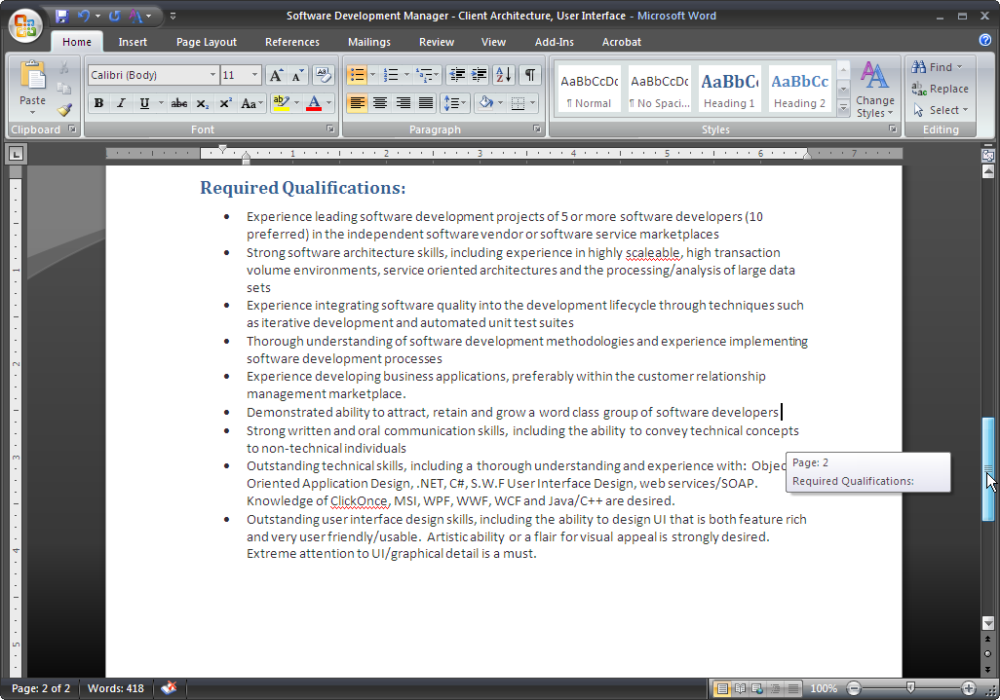 Software Development Manager - Client Architecture, User Interface - Microsoft Word
Home Insert Page Layout References Mailings Review View Add-Ins Acrobat
Paste
Clipboard
Calibri (Body) 11
B I U abc x₂ x² Aa
ab A
Font
Paragraph
AaBbCcDc AaBbCcDc AaBbC AaBbCc
¶ Normal ¶ No Spaci... Heading 1 Heading 2
Change
Styles
Styles
Find
Replace
Select
Editing
1 2 3 4 5 6 7
Required Qualifications:
• Experience leading software development projects of 5 or more software developers (10
preferred) in the independent software vendor or software service marketplaces
• Strong software architecture skills, including experience in highly scaleable, high transaction
volume environments, service oriented architectures and the processing/analysis of large data
sets
• Experience integrating software quality into the development lifecycle through techniques such
as iterative development and automated unit test suites
• Thorough understanding of software development methodologies and experience implementing
software development processes
• Experience developing business applications, preferably within the customer relationship
management marketplace.
• Demonstrated ability to attract, retain and grow a word class group of software developers
• Strong written and oral communication skills, including the ability to convey technical concepts
to non-technical individuals
• Outstanding technical skills, including a thorough understanding and experience with: Objec
Oriented Application Design, .NET, C#, S.W.F User Interface Design, web services/SOAP.
Knowledge of ClickOnce, MSI, WPF, WWF, WCF and Java/C++ are desired.
• Outstanding user interface design skills, including the ability to design UI that is both feature rich
and very user friendly/usable. Artistic ability or a flair for visual appeal is strongly desired.
Extreme attention to UI/graphical detail is a must.
Page: 2
Required Qualifications:
1
2
3
4
5
Page: 2 of 2 Words: 418 100%